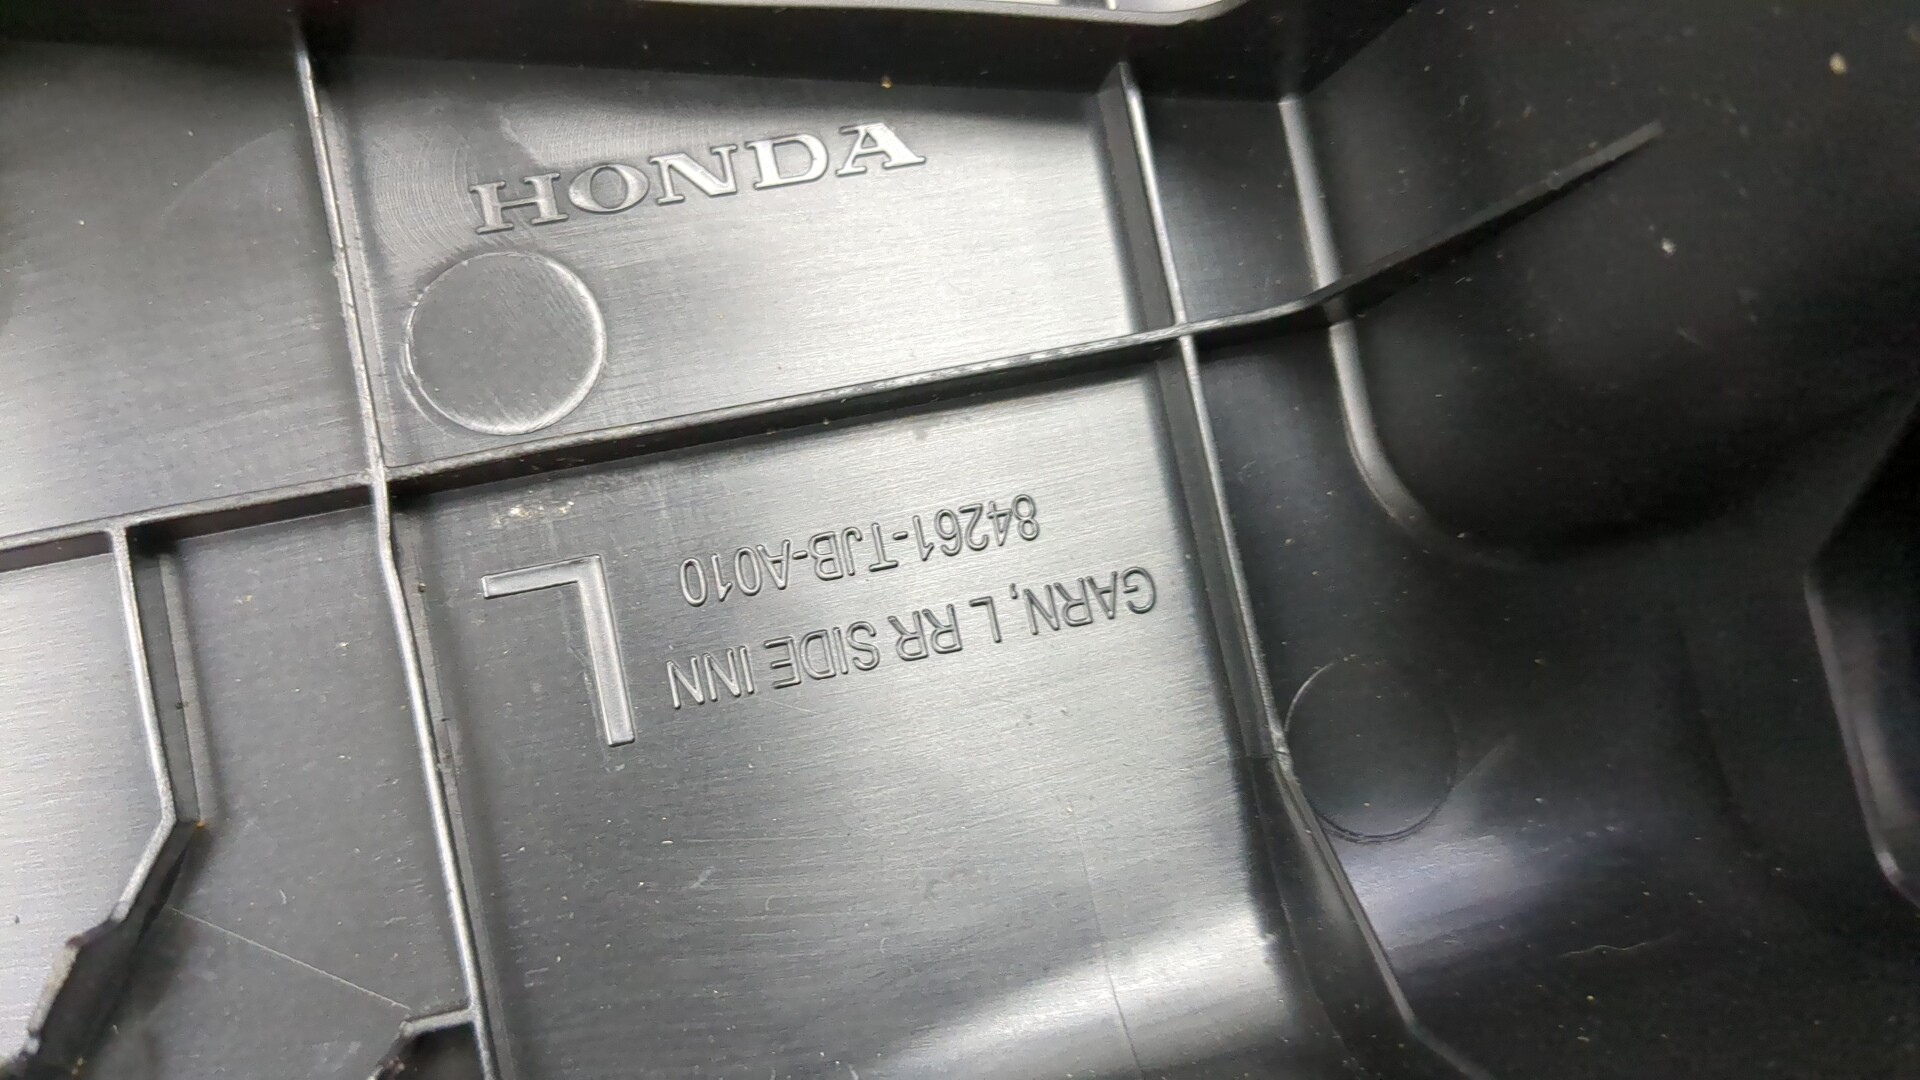 HONDA
GARN, L RR SIDE INN
84261-TJB-A010
L